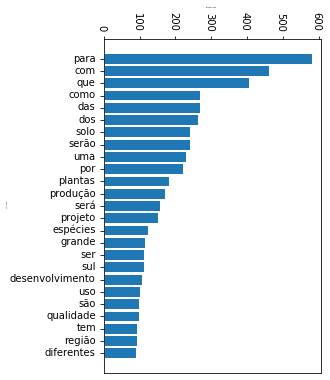 0 100 200 300 400 500 600
para
com
que
como
das
dos
solo
serão
uma
por
plantas
produção
será
projeto
espécies
grande
ser
sul
desenvolvimento
uso
são
qualidade
tem
região
diferentes